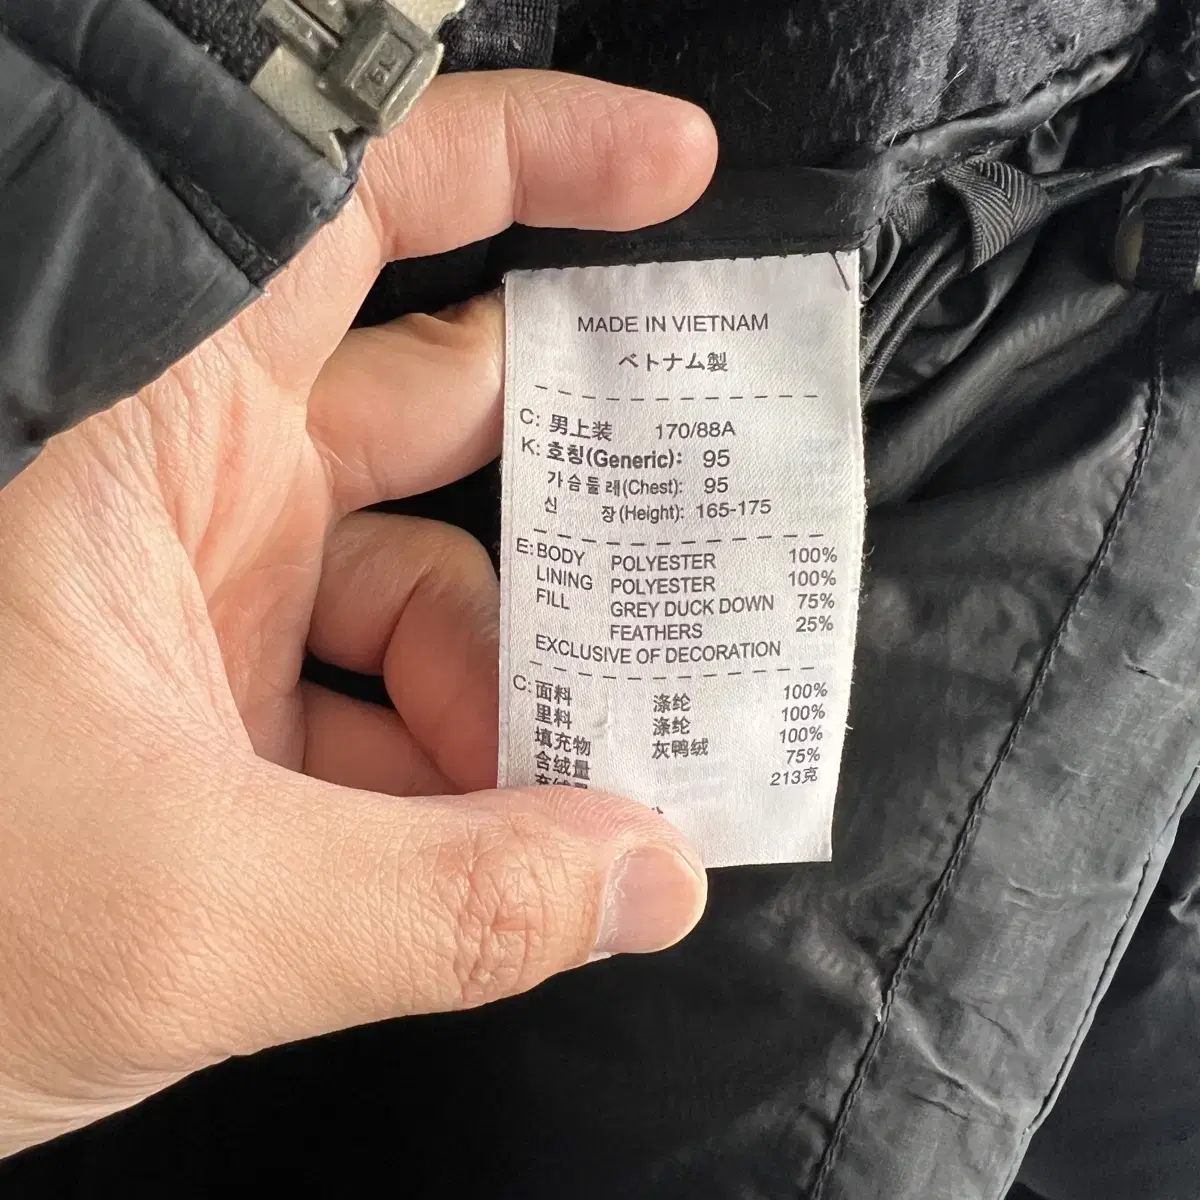 MADE IN VIETNAM
ベトナム製
C: 男上装 170/88A
K: 호칭(Generic): 95
가슴둘레(Chest): 95
신 장(Height): 165-175
E: BODY POLYESTER 100%
LINING POLYESTER 100%
FILL GREY DUCK DOWN 75%
FEATHERS 25%
EXCLUSIVE OF DECORATION
C: 面料 涤纶 100%
里料 涤纶 100%
填充物 灰鸭绒 100%
含绒量 75%
213克